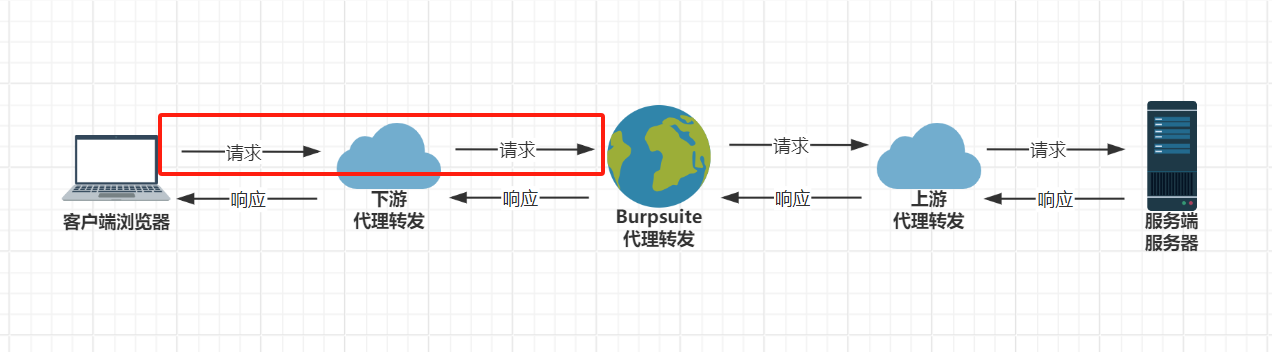 请求
请求
请求
请求
响应
响应
响应
响应
客户端浏览器
下游
代理转发
Burpsuite
代理转发
上游
代理转发
服务端
服务器